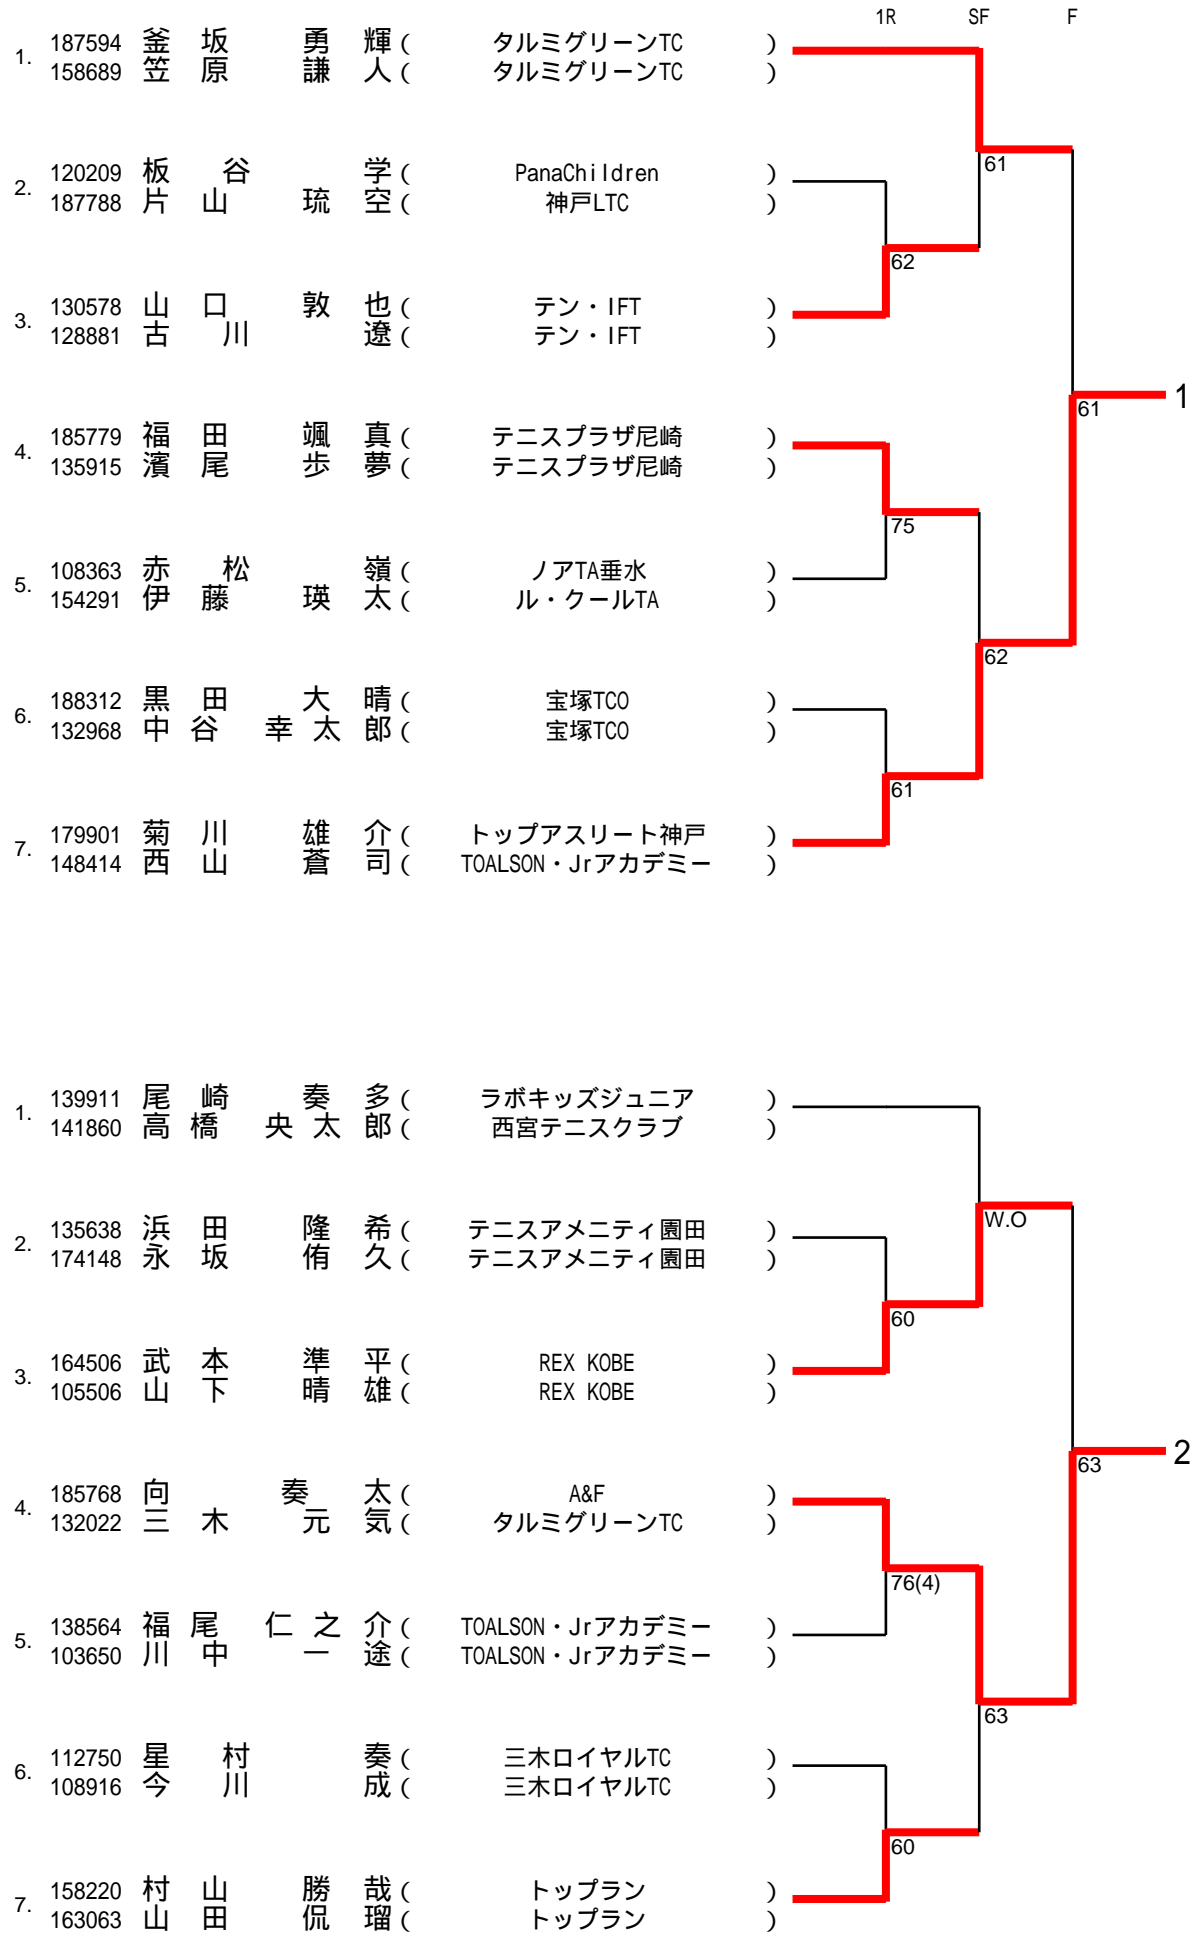 1R SF F
1. 187594 釜坂 勇輝 ( タルミグリーンTC )
158689 笠原 謙人 ( タルミグリーンTC )
61
2. 120209 板谷 学 ( PanaChildren )
187788 片山 琉空 ( 神戸LTC )
62
3. 130578 山口 敦也 ( テン・IFT )
128881 古川 遼 ( テン・IFT )
61 1
4. 185779 福田 颯真 ( テニスプラザ尼崎 )
135915 濱尾 歩夢 ( テニスプラザ尼崎 )
75
5. 108363 赤松 嶺 ( ノアTA垂水 )
154291 伊藤 瑛太 ( ル・クールTA )
62
6. 188312 黒田 大晴 ( 宝塚TCO )
132968 中谷 幸太郎 ( 宝塚TCO )
61
7. 179901 菊川 雄介 ( トップアスリート神戸 )
148414 西山 蒼司 ( TOALSON・Jrアカデミー )
1. 139911 尾崎 奏多 ( ラボキッズジュニア )
141860 高橋 央太郎 ( 西宮テニスクラブ )
W.O
2. 135638 浜田 隆希 ( テニスアメニティ園田 )
174148 永坂 侑久 ( テニスアメニティ園田 )
60
3. 164506 武本 準平 ( REX KOBE )
105506 山下 晴雄 ( REX KOBE )
63 2
4. 185768 向 奏太 ( A&F )
132022 三木 元気 ( タルミグリーンTC )
76(4)
5. 138564 福尾 仁之介 ( TOALSON・Jrアカデミー )
103650 川中 一途 ( TOALSON・Jrアカデミー )
63
6. 112750 星村 奏 ( 三木ロイヤルTC )
108916 今川 成 ( 三木ロイヤルTC )
60
7. 158220 村山 勝哉 ( トップラン )
163063 山田 侃瑠 ( トップラン )